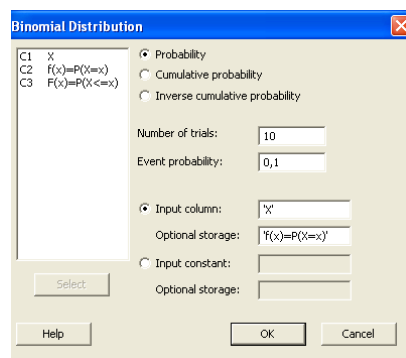 Binomial Distribution
C1 X
C2 f(x)=P(X=x)
C3 F(x)=P(X<=x)
Probability
Cumulative probability
Inverse cumulative probability
Number of trials: 10
Event probability: 0,1
Input column: 'X'
Optional storage: 'f(x)=P(X=x)'
Input constant:
Optional storage:
Select
Help OK Cancel